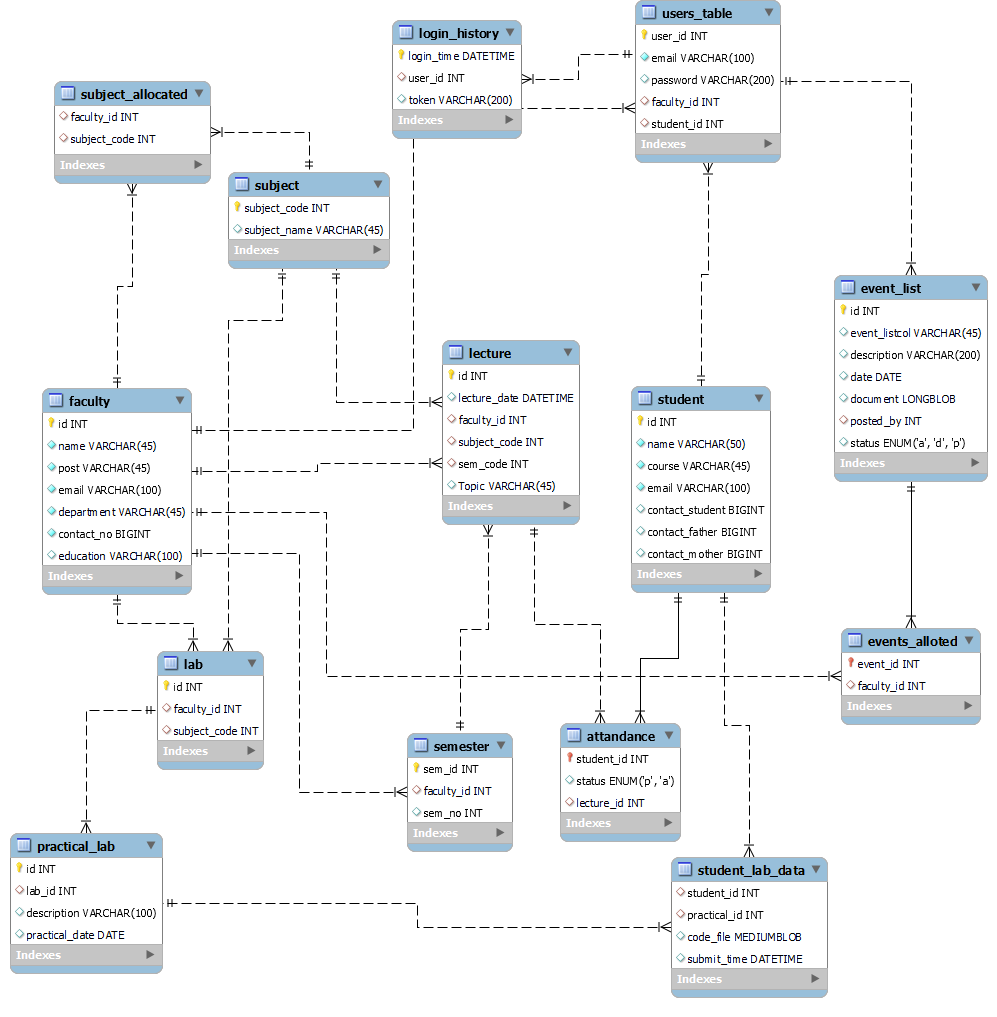 login_history
login_time DATETIME
user_id INT
token VARCHAR(200)
Indexes
users_table
user_id INT
email VARCHAR(100)
password VARCHAR(200)
faculty_id INT
student_id INT
Indexes
subject_allocated
faculty_id INT
subject_code INT
Indexes
subject
subject_code INT
subject_name VARCHAR(45)
Indexes
event_list
id INT
event_listcol VARCHAR(45)
description VARCHAR(200)
date DATE
document LONGBLOB
posted_by INT
status ENUM('a', 'd', 'p')
Indexes
lecture
id INT
lecture_date DATETIME
faculty_id INT
subject_code INT
sem_code INT
Topic VARCHAR(45)
Indexes
faculty
id INT
name VARCHAR(45)
post VARCHAR(45)
email VARCHAR(100)
department VARCHAR(45)
contact_no BIGINT
education VARCHAR(100)
Indexes
student
id INT
name VARCHAR(50)
course VARCHAR(45)
email VARCHAR(100)
contact_student BIGINT
contact_father BIGINT
contact_mother BIGINT
Indexes
events_alloted
event_id INT
faculty_id INT
Indexes
lab
id INT
faculty_id INT
subject_code INT
Indexes
semester
sem_id INT
faculty_id INT
sem_no INT
Indexes
attandance
student_id INT
status ENUM('p', 'a')
lecture_id INT
Indexes
practical_lab
id INT
lab_id INT
description VARCHAR(100)
practical_date DATE
Indexes
student_lab_data
student_id INT
practical_id INT
code_file MEDIUMBLOB
submit_time DATETIME
Indexes